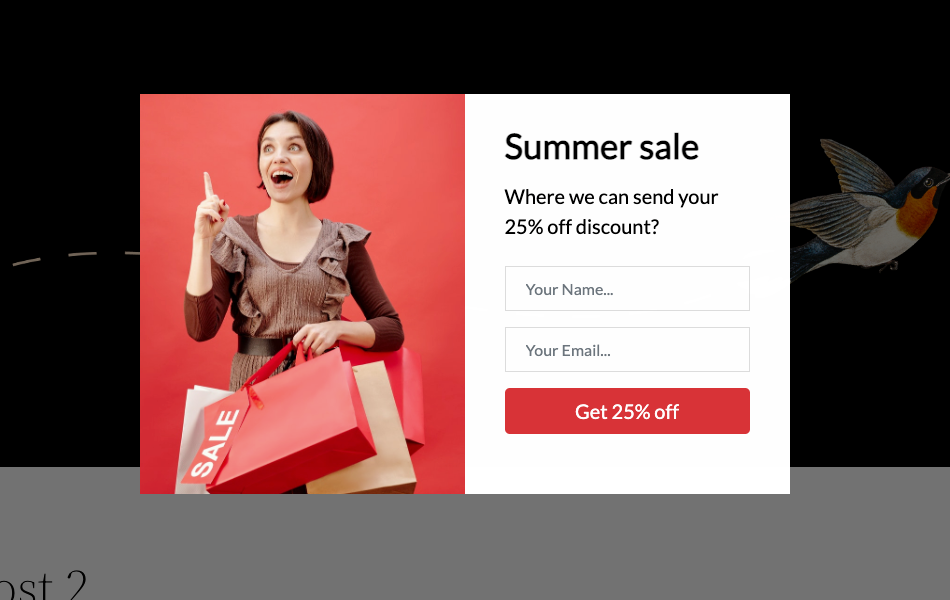 Summer sale
Where we can send your
25% off discount?
Your Name...
Your Email...
Get 25% off
SALE
ost 2